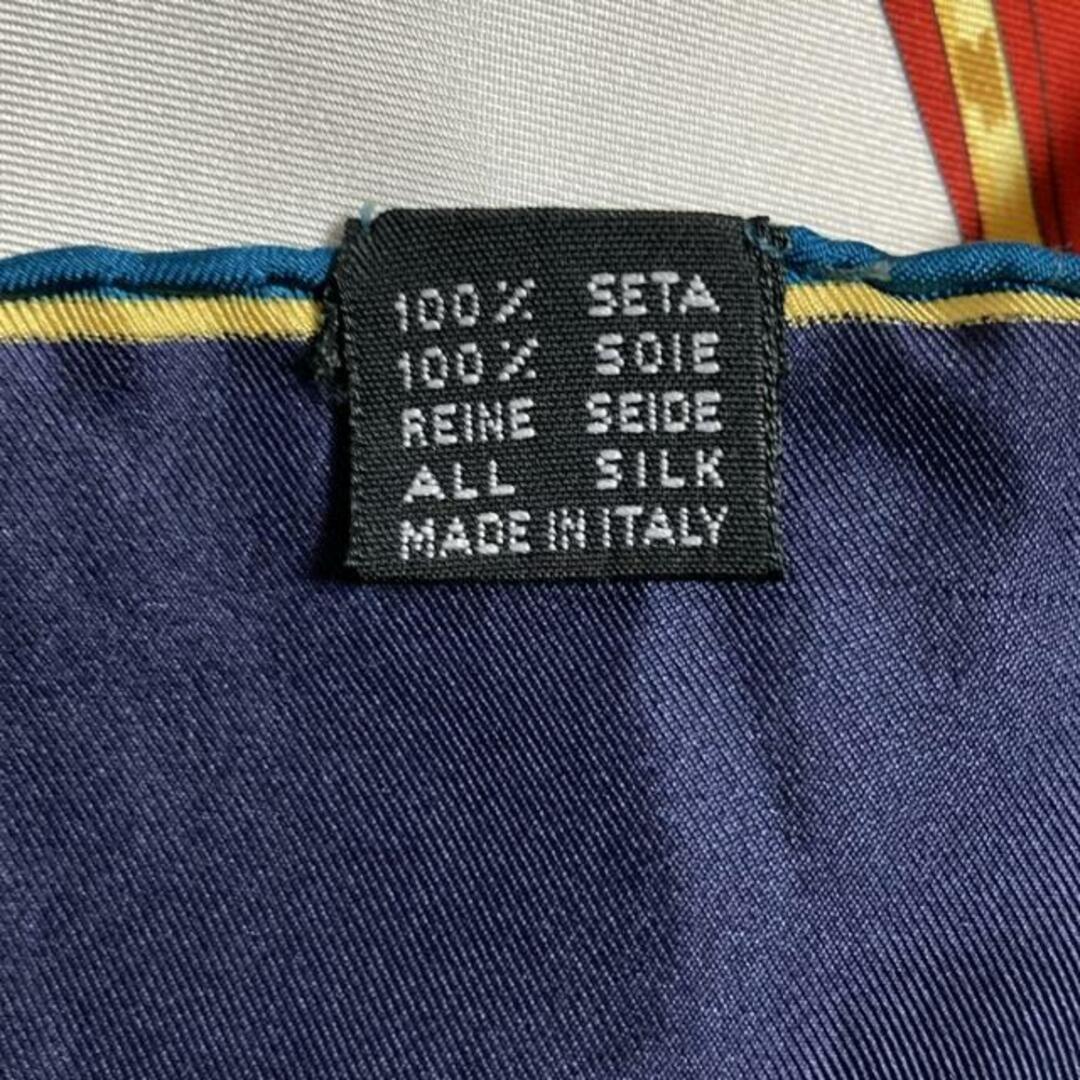 100% SETA
100% SOIE
REINE SEIDE
ALL SILK
MADE IN ITALY